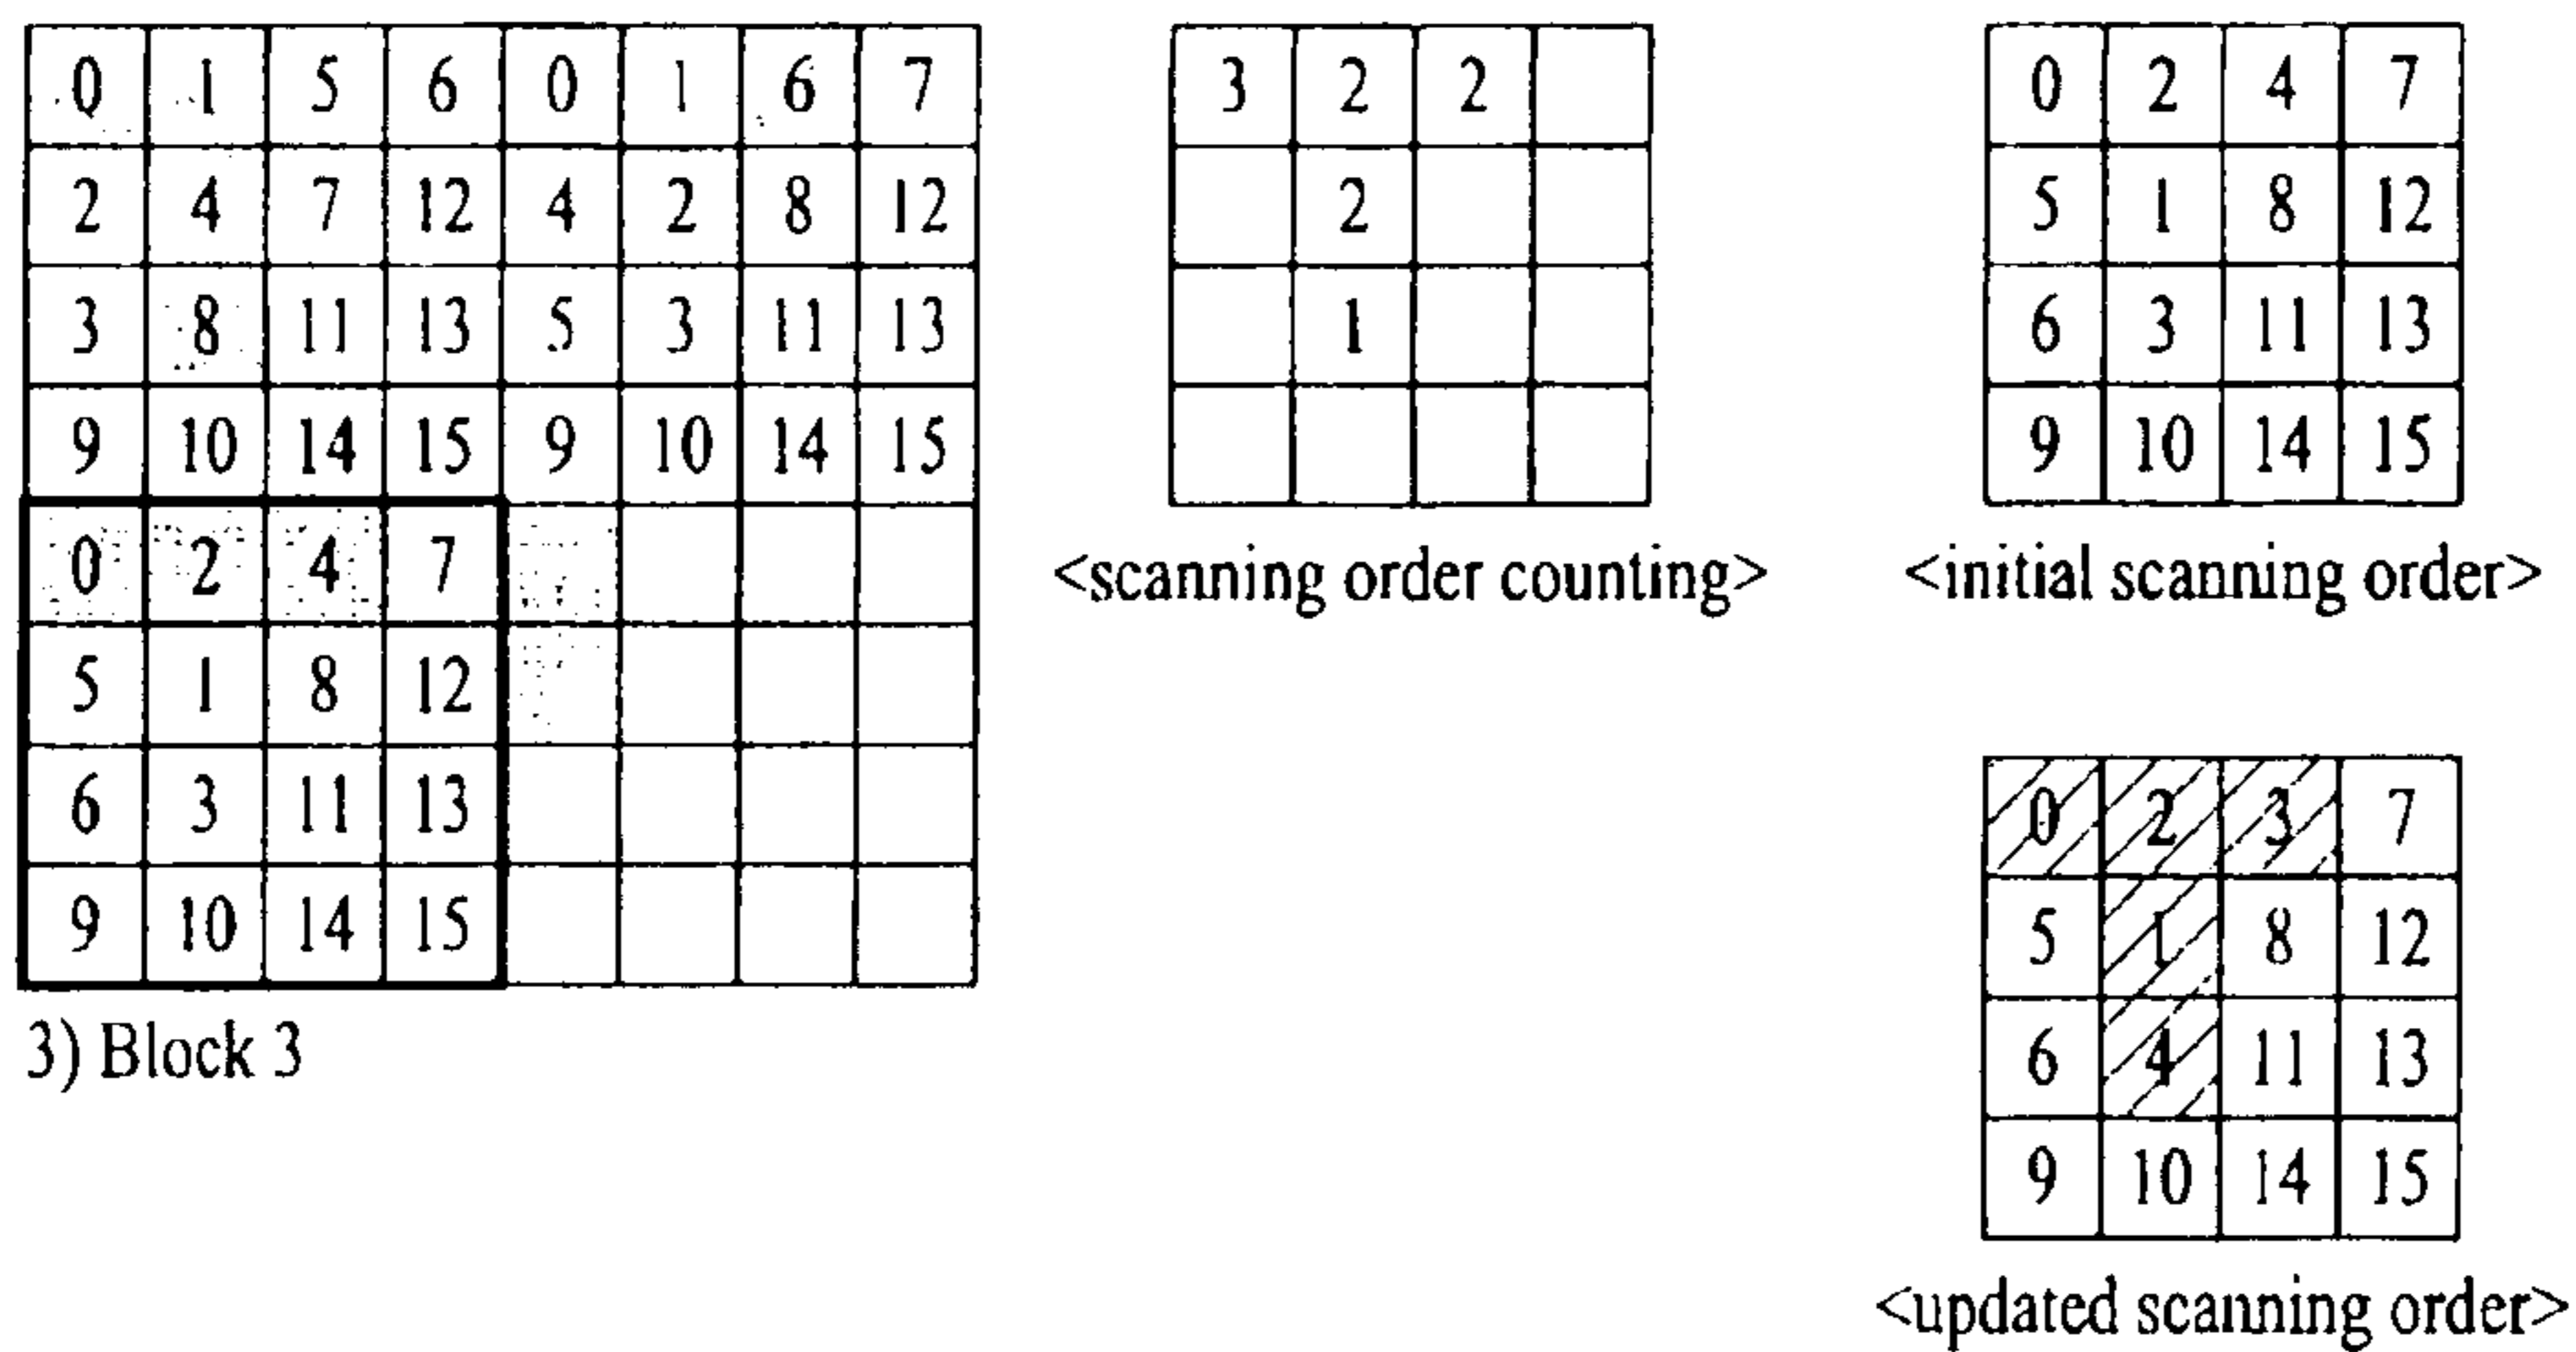 0 1 5 6 0 1 6 7
2 4 7 12 4 2 8 12
3 8 11 13 5 3 11 13
9 10 14 15 9 10 14 15
0 2 4 7
5 1 8 12
6 3 11 13
9 10 14 15
3) Block 3
3 2 2
2
1
<scanning order counting>
0 2 4 7
5 1 8 12
6 3 11 13
9 10 14 15
<initial scanning order>
0 2 3 7
5 1 8 12
6 4 11 13
9 10 14 15
<updated scanning order>